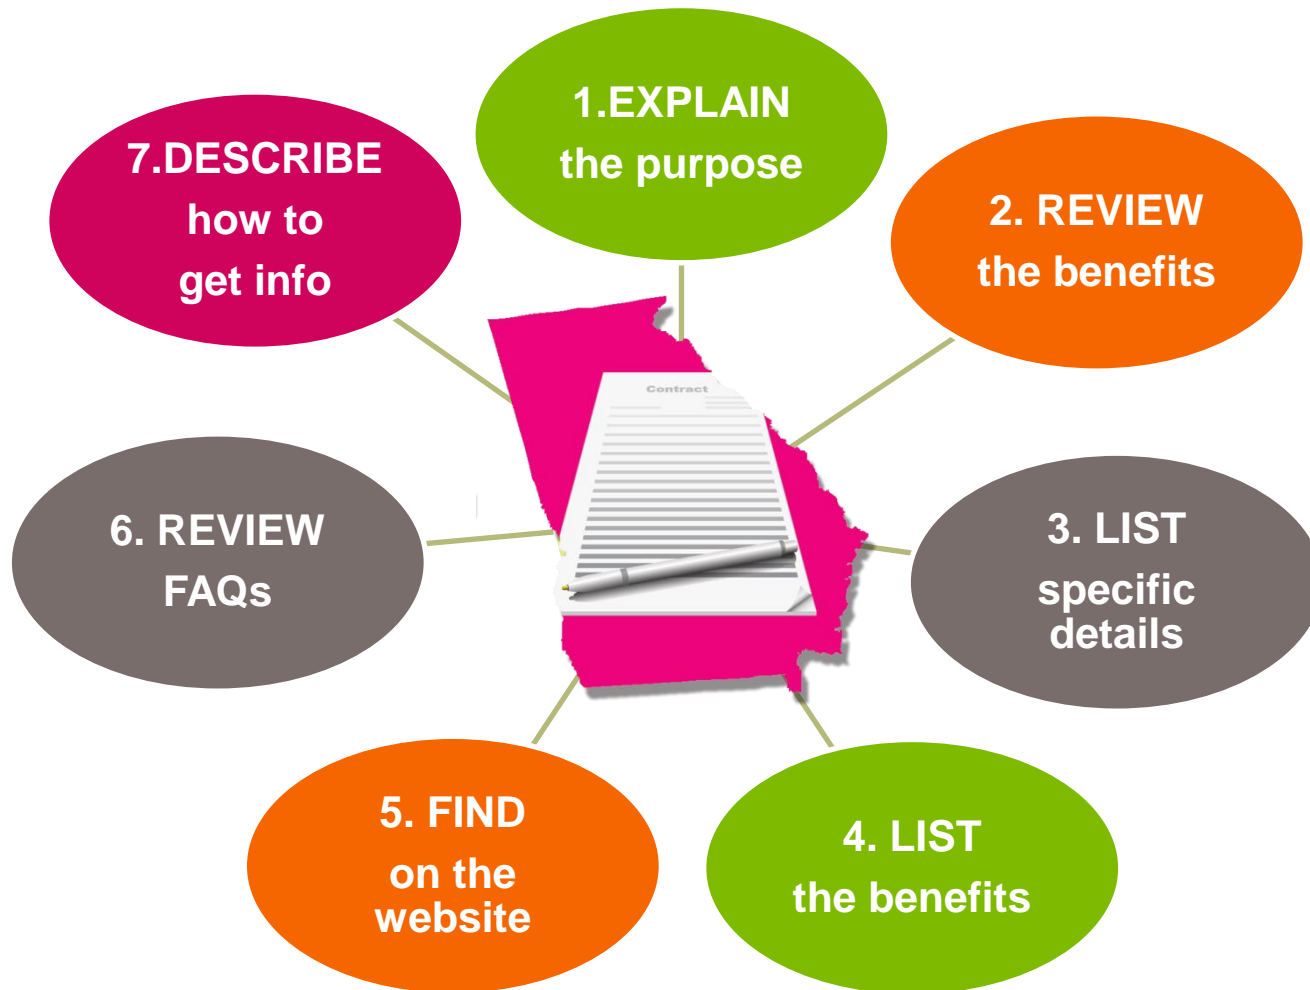 1.EXPLAIN
the purpose
2. REVIEW
the benefits
3. LIST
specific
details
4. LIST
the benefits
5. FIND
on the
website
6. REVIEW
FAQs
7.DESCRIBE
how to
get info
Contract